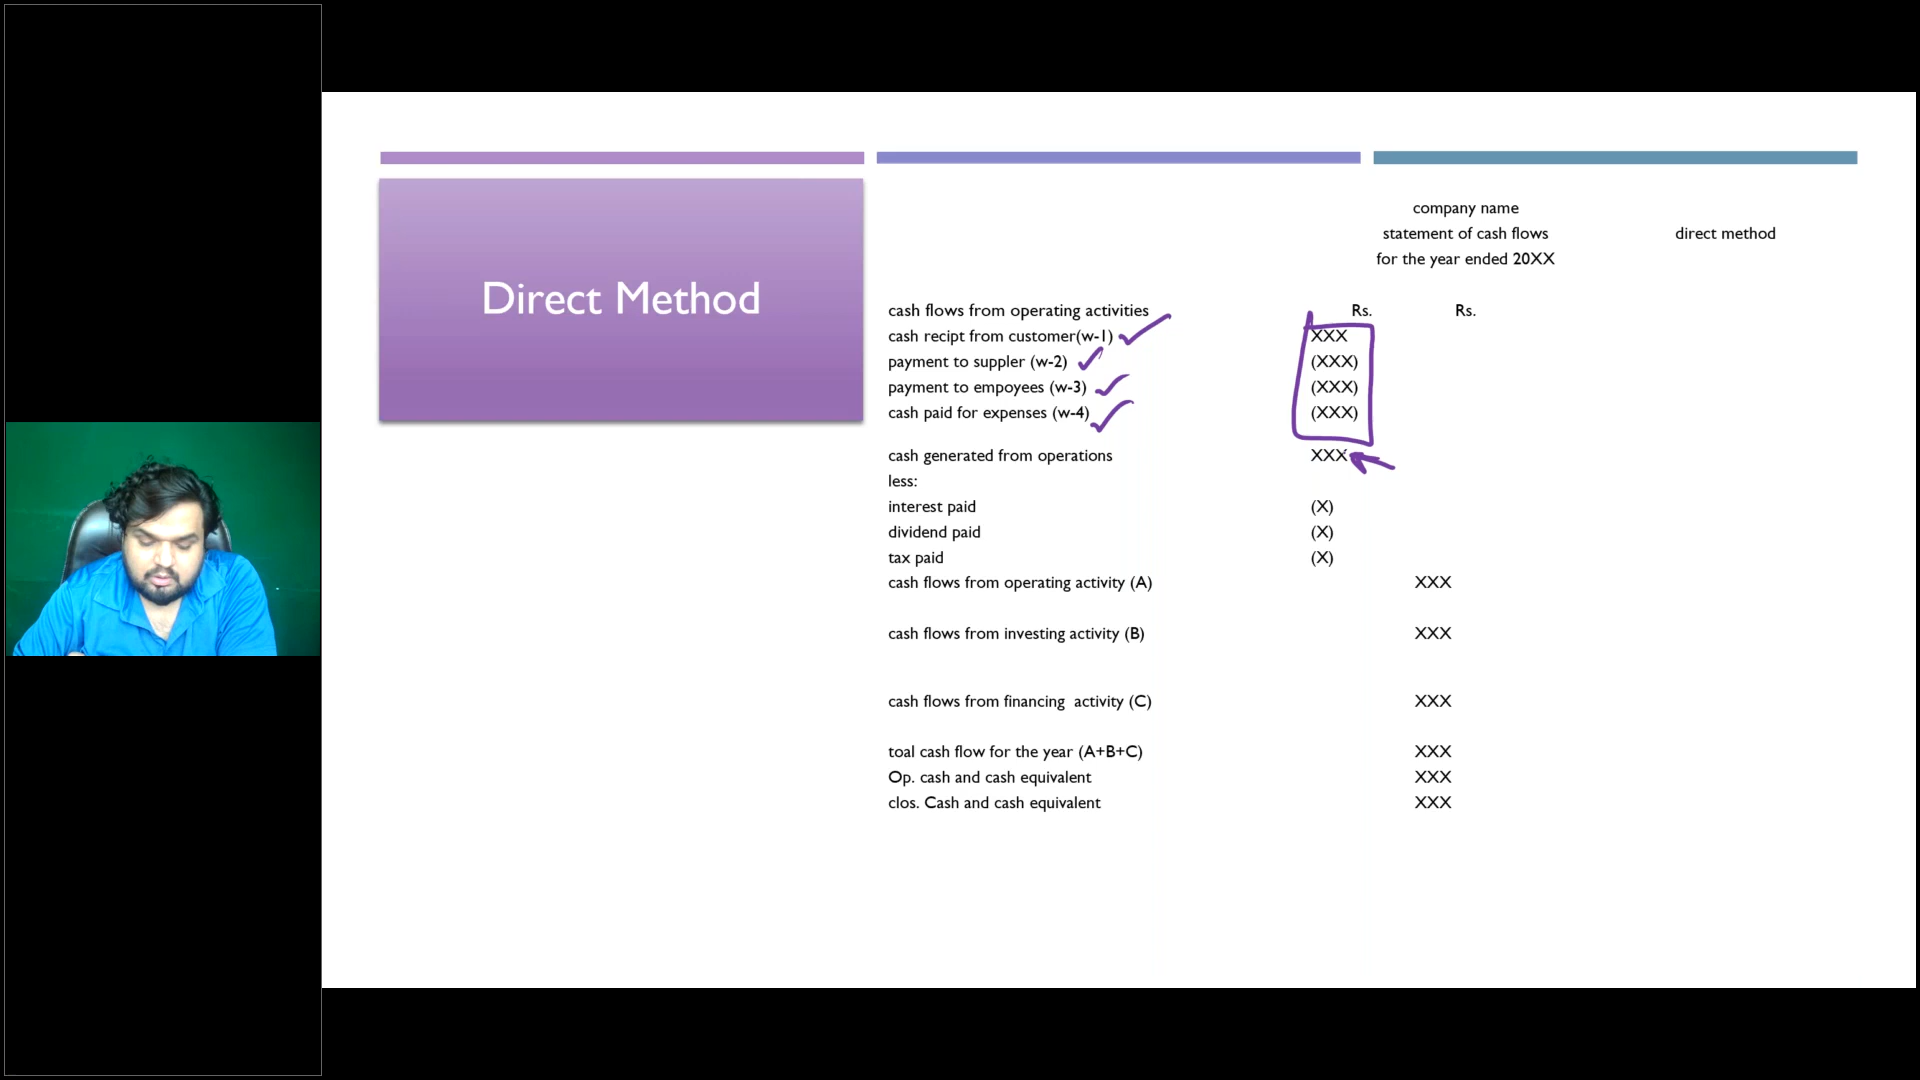 Direct Method
company name
statement of cash flows direct method
for the year ended 20XX
cash flows from operating activities Rs. Rs.
cash recipt from customer(w-1) XXX
payment to suppler (w-2) (XXX)
payment to empoyees (w-3) (XXX)
cash paid for expenses (w-4) (XXX)
cash generated from operations XXX
less:
interest paid (X)
dividend paid (X)
tax paid (X)
cash flows from operating activity (A) XXX
cash flows from investing activity (B) XXX
cash flows from financing  activity (C) XXX
toal cash flow for the year (A+B+C) XXX
Op. cash and cash equivalent XXX
clos. Cash and cash equivalent XXX